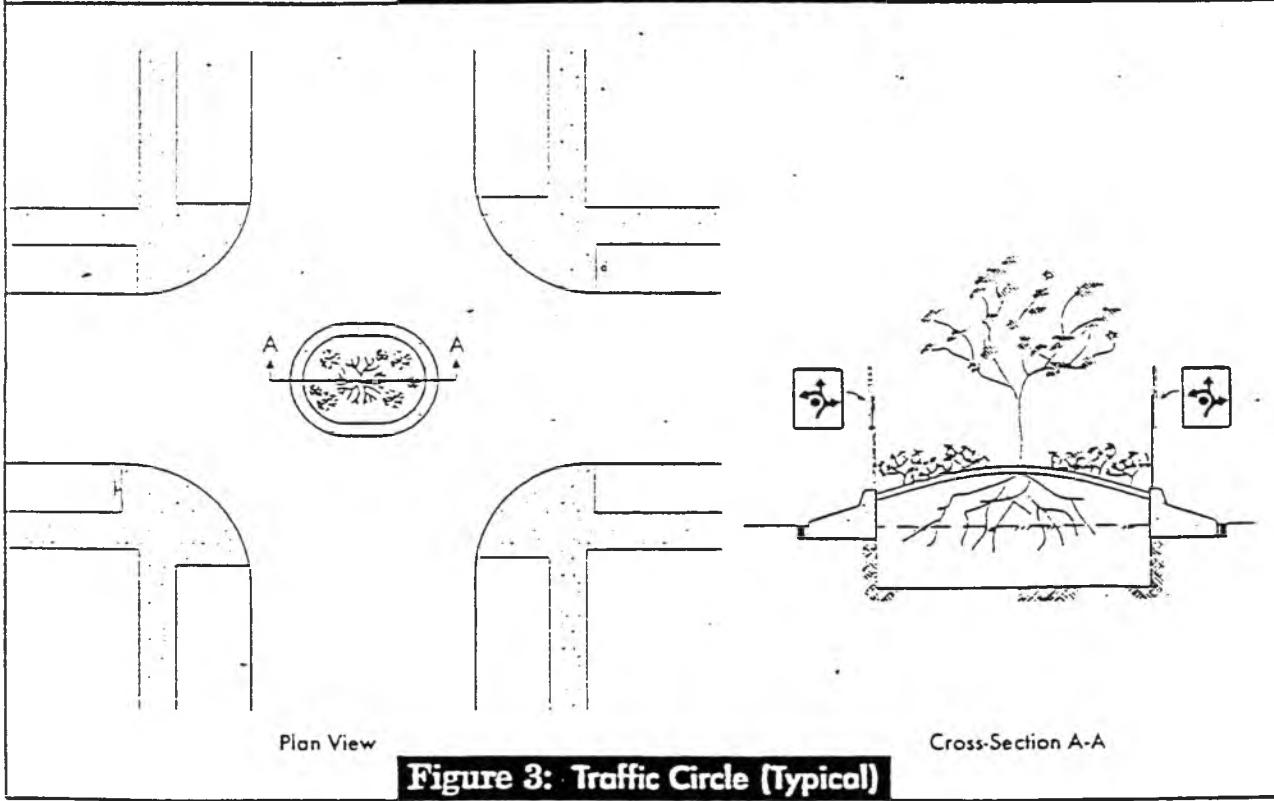 A A
Plan View
Cross-Section A-A
Figure 3: Traffic Circle (Typical)